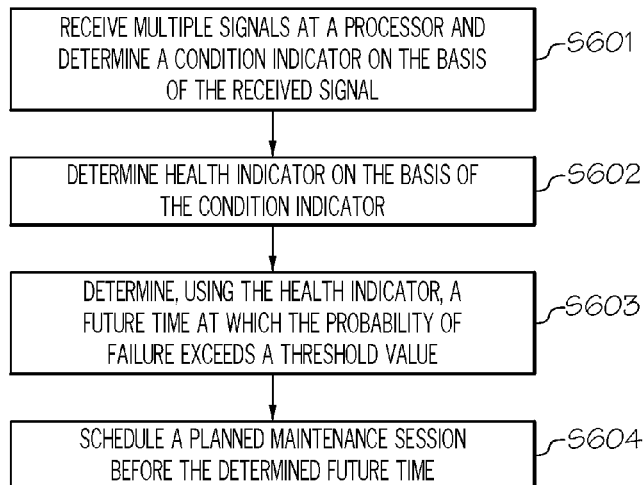 RECEIVE MULTIPLE SIGNALS AT A PROCESSOR AND
DETERMINE A CONDITION INDICATOR ON THE BASIS
OF THE RECEIVED SIGNAL
S601
DETERMINE HEALTH INDICATOR ON THE BASIS OF
THE CONDITION INDICATOR
S602
DETERMINE, USING THE HEALTH INDICATOR, A
FUTURE TIME AT WHICH THE PROBABILITY OF
FAILURE EXCEEDS A THRESHOLD VALUE
S603
SCHEDULE A PLANNED MAINTENANCE SESSION
BEFORE THE DETERMINED FUTURE TIME
S604